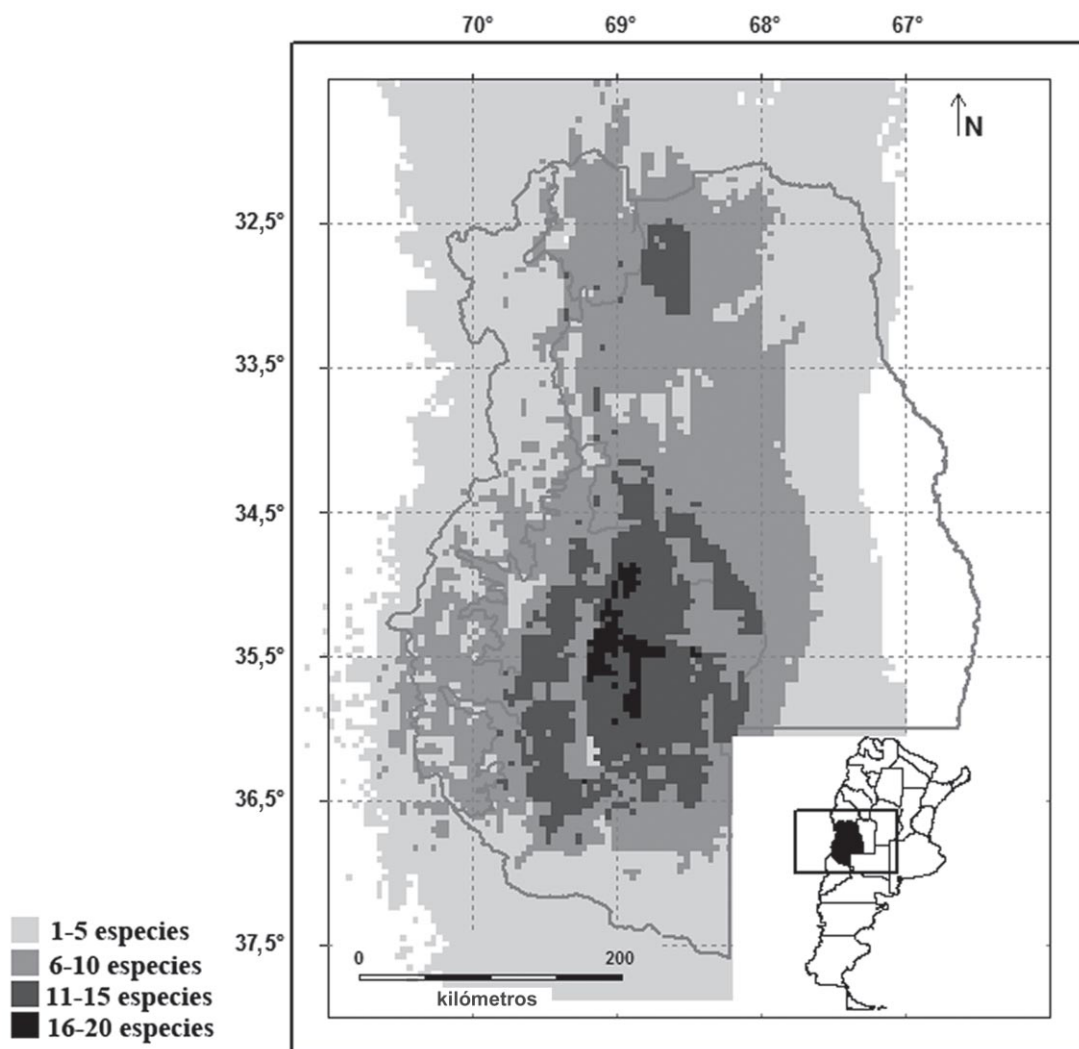 70° 69° 68° 67°
N
32,5°
33,5°
34,5°
35,5°
36,5°
37,5°
0 200
kilómetros
1-5 especies
6-10 especies
11-15 especies
16-20 especies